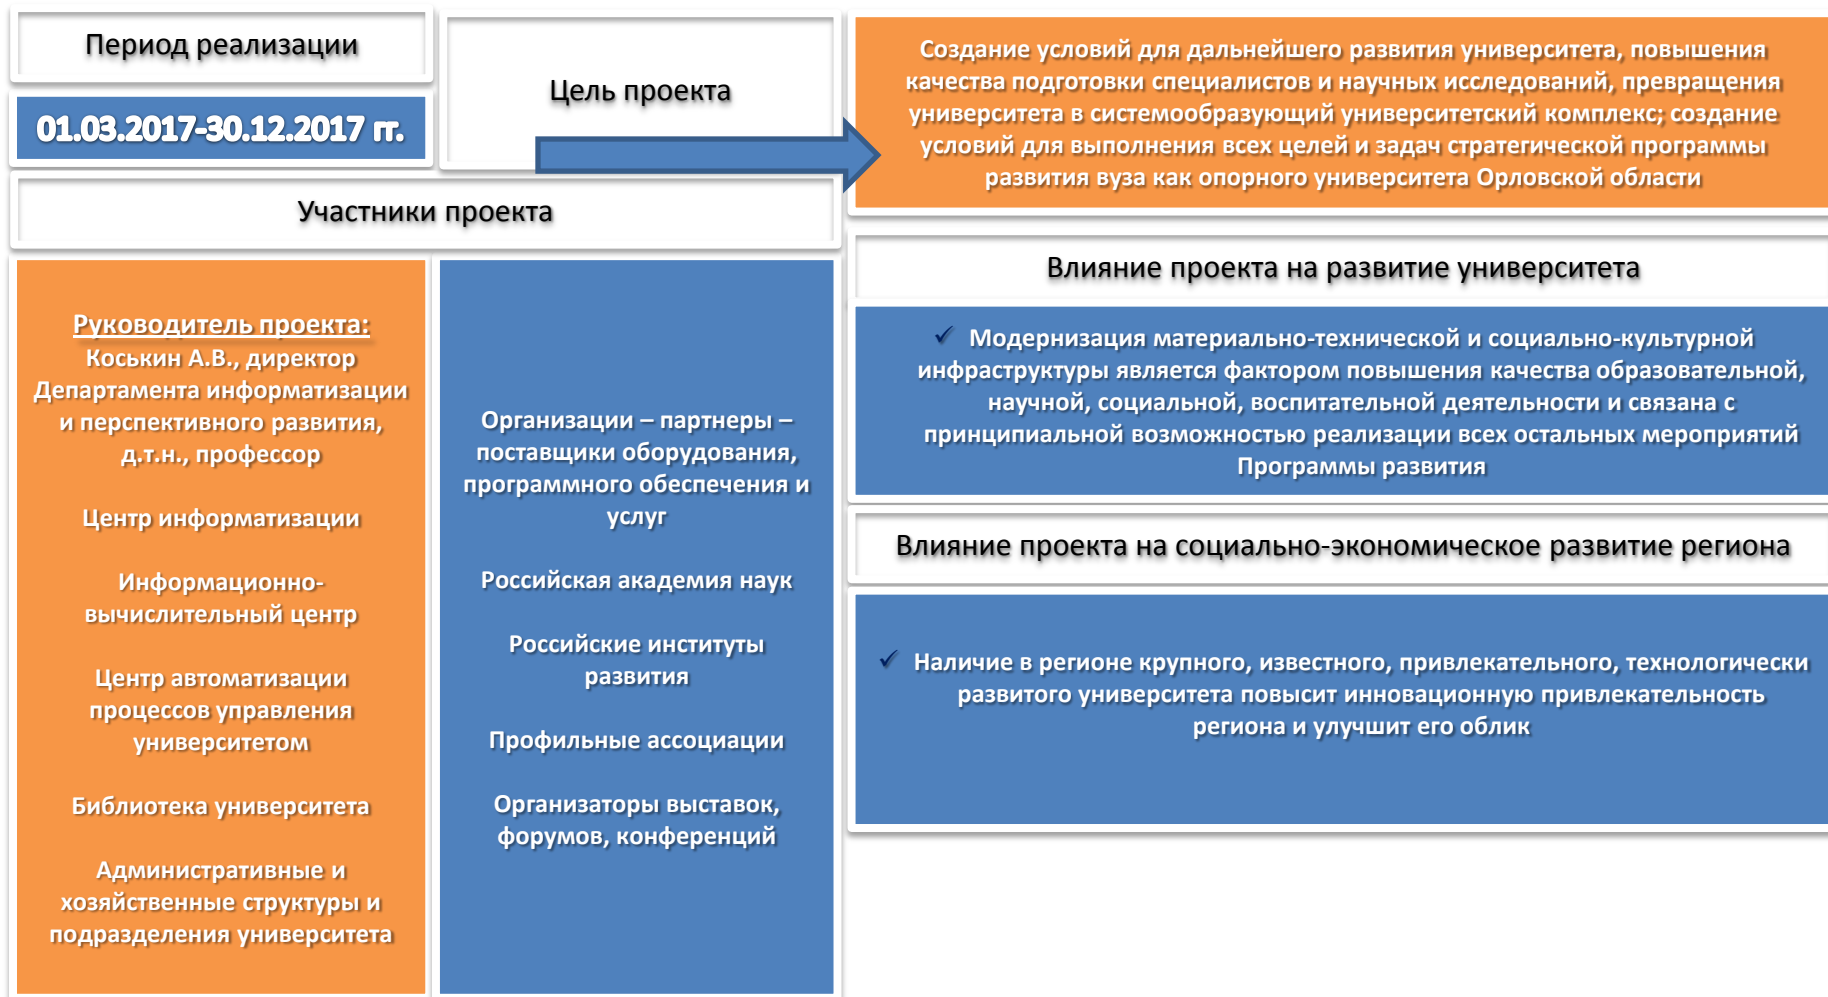 Период реализации
01.03.2017-30.12.2017 гг.
Цель проекта
Создание условий для дальнейшего развития университета, повышения
качества подготовки специалистов и научных исследований, превращения
университета в системообразующий университетский комплекс; создание
условий для выполнения всех целей и задач стратегической программы
развития вуза как опорного университета Орловской области
Участники проекта
Руководитель проекта:
Коськин А.В., директор
Департамента информатизации
и перспективного развития,
д.т.н., профессор
Центр информатизации
Информационно-
вычислительный центр
Центр автоматизации
процессов управления
университетом
Библиотека университета
Административные и
хозяйственные структуры и
подразделения университета
Организации – партнеры –
поставщики оборудования,
программного обеспечения и
услуг
Российская академия наук
Российские институты
развития
Профильные ассоциации
Организаторы выставок,
форумов, конференций
Влияние проекта на развитие университета
✓ Модернизация материально-технической и социально-культурной
инфраструктуры является фактором повышения качества образовательной,
научной, социальной, воспитательной деятельности и связана с
принципиальной возможностью реализации всех остальных мероприятий
Программы развития
Влияние проекта на социально-экономическое развитие региона
✓ Наличие в регионе крупного, известного, привлекательного, технологически
развитого университета повысит инновационную привлекательность
региона и улучшит его облик